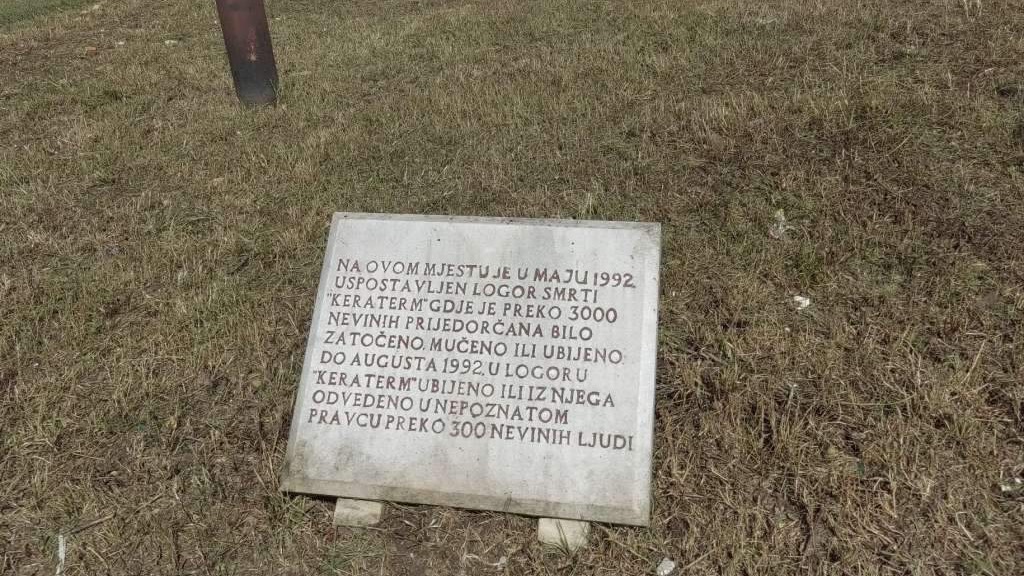 NA OVOM MJESTU JE U MAJU 1992.
USPOSTAVLJEN LOGOR SMRTI
"KERATERM" GDJE JE PREKO 3000
NEVINIH PRIJEDORČANA BILO
ZATOČENO, MUČENO ILI UBIJENO.
DO AUGUSTA 1992. U LOGORU
"KERATERM" UBIJENO ILI IZ NJEGA
ODVEDENO U NEPOZNATOM
PRAVCU PREKO 300 NEVINIH LJUDI